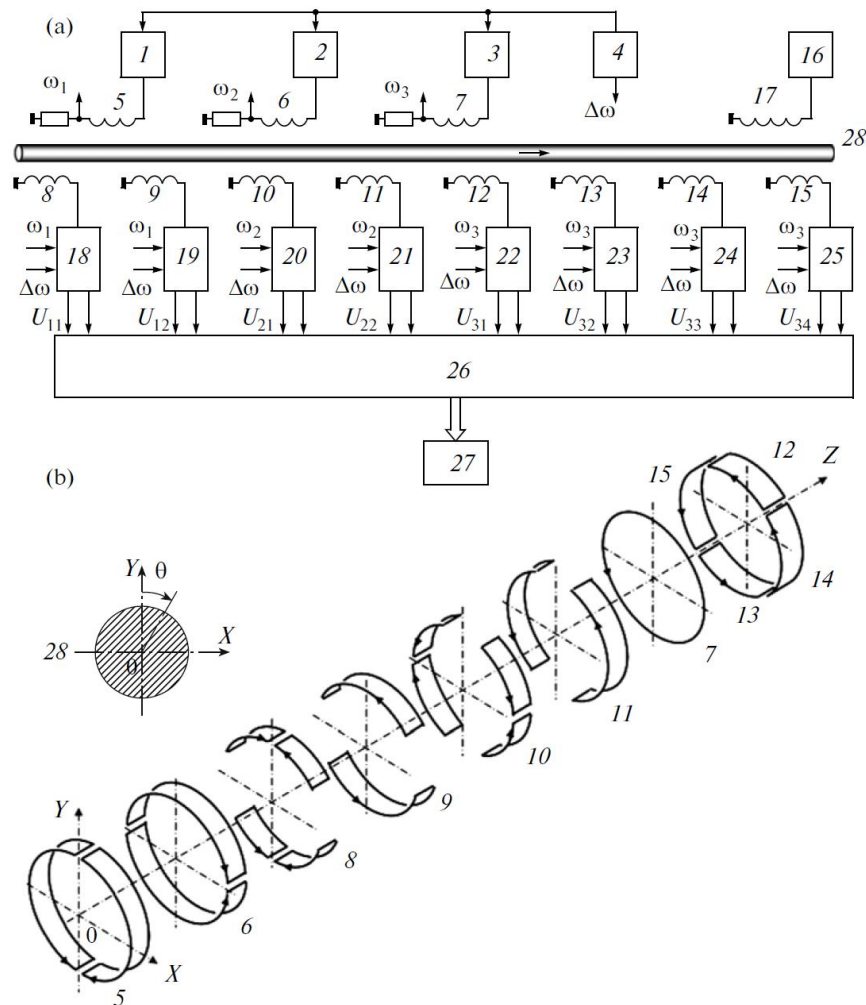 (a)
1 2 3 4 16
ω₁ 5 ω₂ 6 ω₃ 7 Δω 17
28
8 9 10 11 12 13 14 15
ω₁ ω₁ ω₂ ω₂ ω₃ ω₃ ω₃ ω₃
18 19 20 21 22 23 24 25
Δω Δω Δω Δω Δω Δω Δω Δω
U₁₁ U₁₂ U₂₁ U₂₂ U₃₁ U₃₂ U₃₃ U₃₄
26
27
(b)
15 12 Z
Y θ
28 0 X
13 14
7
11
10
9
8
Y
6
0
X
5